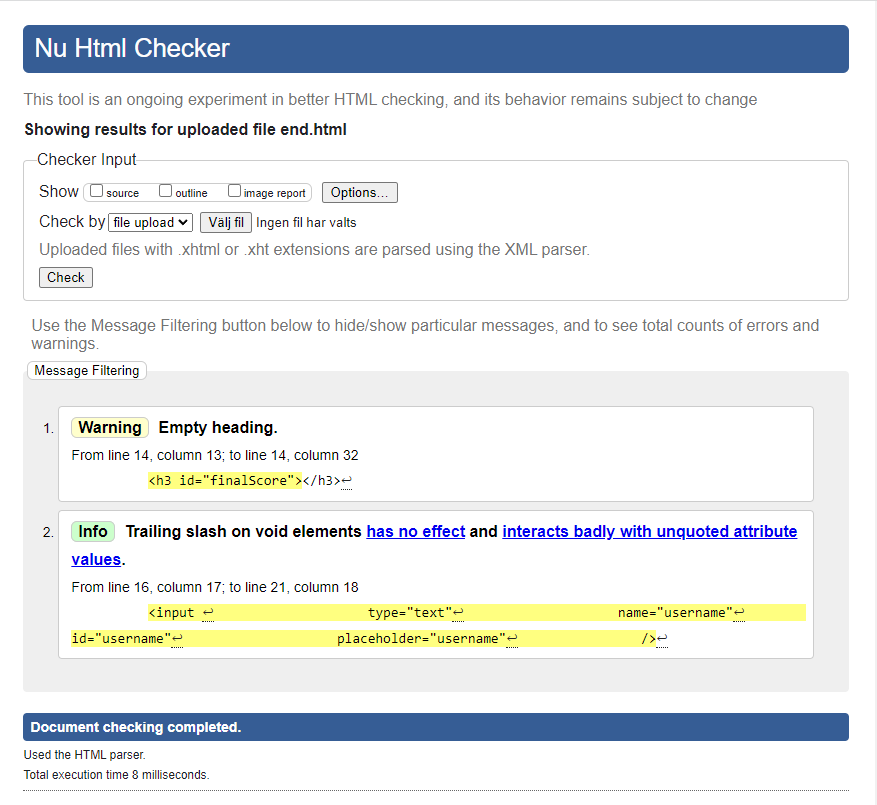 Nu Html Checker
This tool is an ongoing experiment in better HTML checking, and its behavior remains subject to change
Showing results for uploaded file end.html
Checker Input
Show source outline image report Options...
Check by file upload Välj fil Ingen fil har valts
Uploaded files with .xhtml or .xht extensions are parsed using the XML parser.
Check
Use the Message Filtering button below to hide/show particular messages, and to see total counts of errors and
warnings.
Message Filtering
1. Warning Empty heading.
From line 14, column 13; to line 14, column 32
<h3 id="finalScore"></h3>↩
2. Info Trailing slash on void elements has no effect and interacts badly with unquoted attribute
values.
From line 16, column 17; to line 21, column 18
<input ↩ type="text"↩ name="username"↩
id="username"↩ placeholder="username"↩ />↩
Document checking completed.
Used the HTML parser.
Total execution time 8 milliseconds.